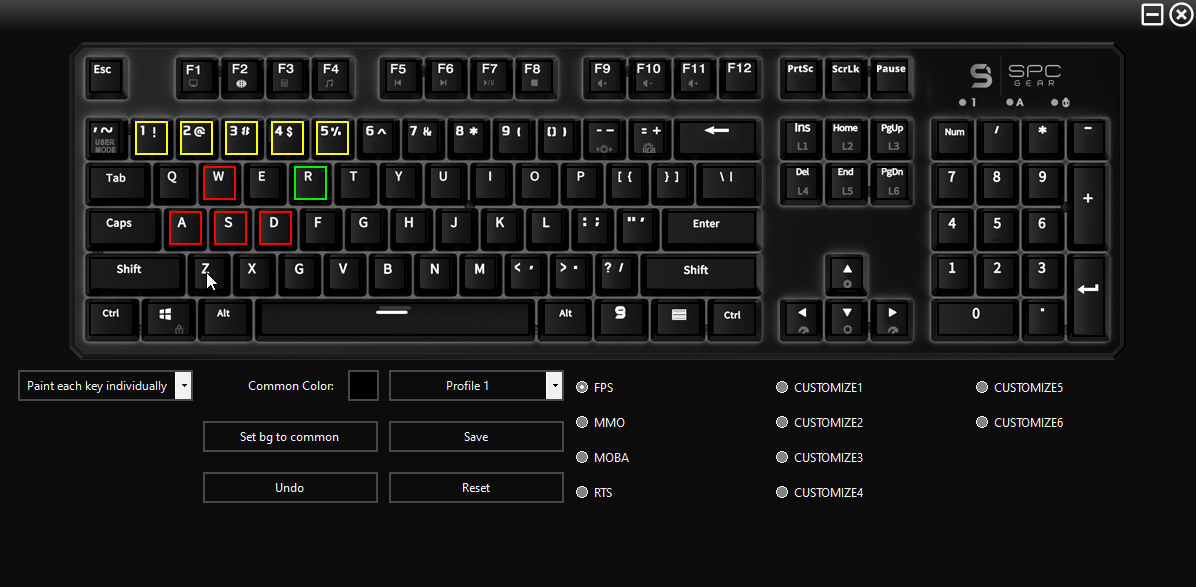 Esc F1 F2 F3 F4 F5 F6 F7 F8 F9 F10 F11 F12 PrtSc ScrLk Pause
SPC
GEAR
1 A
' ~ 1 ! 2 @ 3 # 4 $ 5 % 6 ^ 7 & 8 * 9 ( 0 ) - - = + Ins Home PgUp Num / * -
USER MODE RGB L1 L2 L3
Tab Q W E R T Y U I O P [ { } ] \ | Del End PgDn 7 8 9 +
L4 L5 L6
Caps A S D F G H J K L : ; " ' Enter 4 5 6
Shift Z X G V B N M < , > . ? / Shift 1 2 3
Ctrl Alt Alt Ctrl 0 .
Paint each key individually Common Color: Profile 1
Set bg to common Save
Undo Reset
FPS CUSTOMIZE1 CUSTOMIZE5
MMO CUSTOMIZE2 CUSTOMIZE6
MOBA CUSTOMIZE3
RTS CUSTOMIZE4